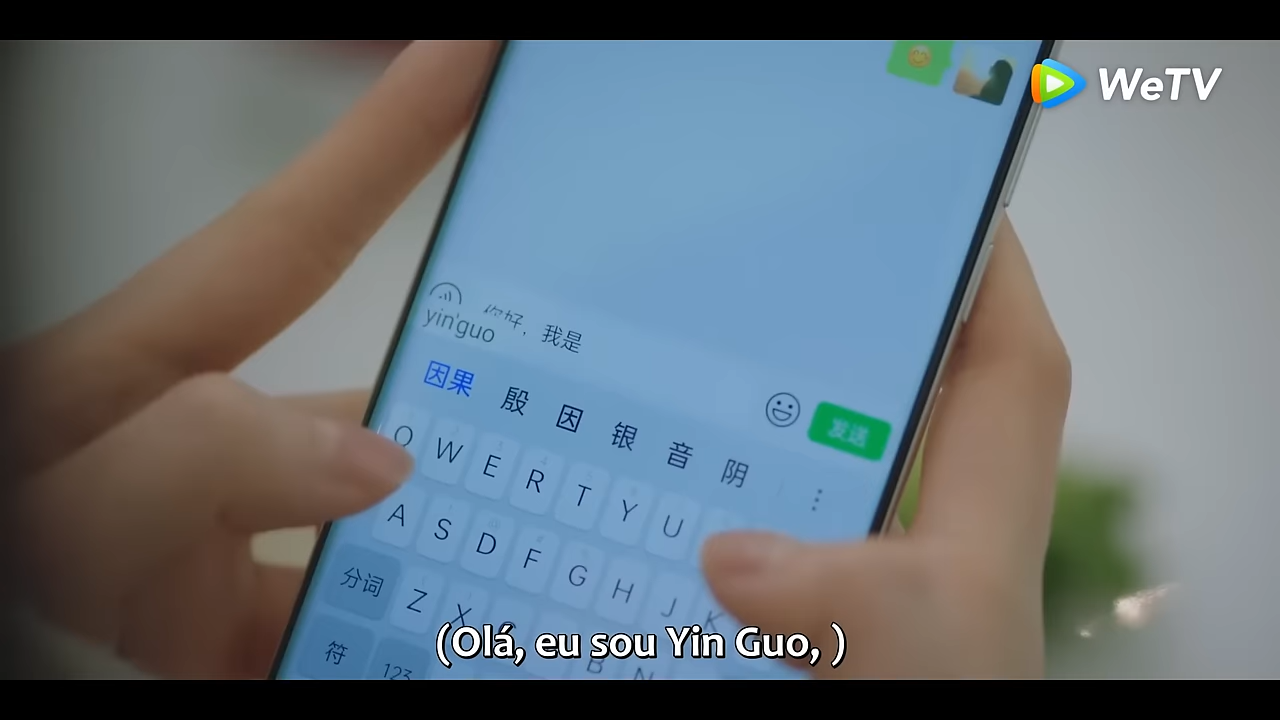 WeTV
你好，我是
yin'guo
因果 殷 因 银 音 阴
发送
Q W E R T Y U
A S D F G H J K
分词 Z X B N
符 123
(Olá, eu sou Yin Guo, )